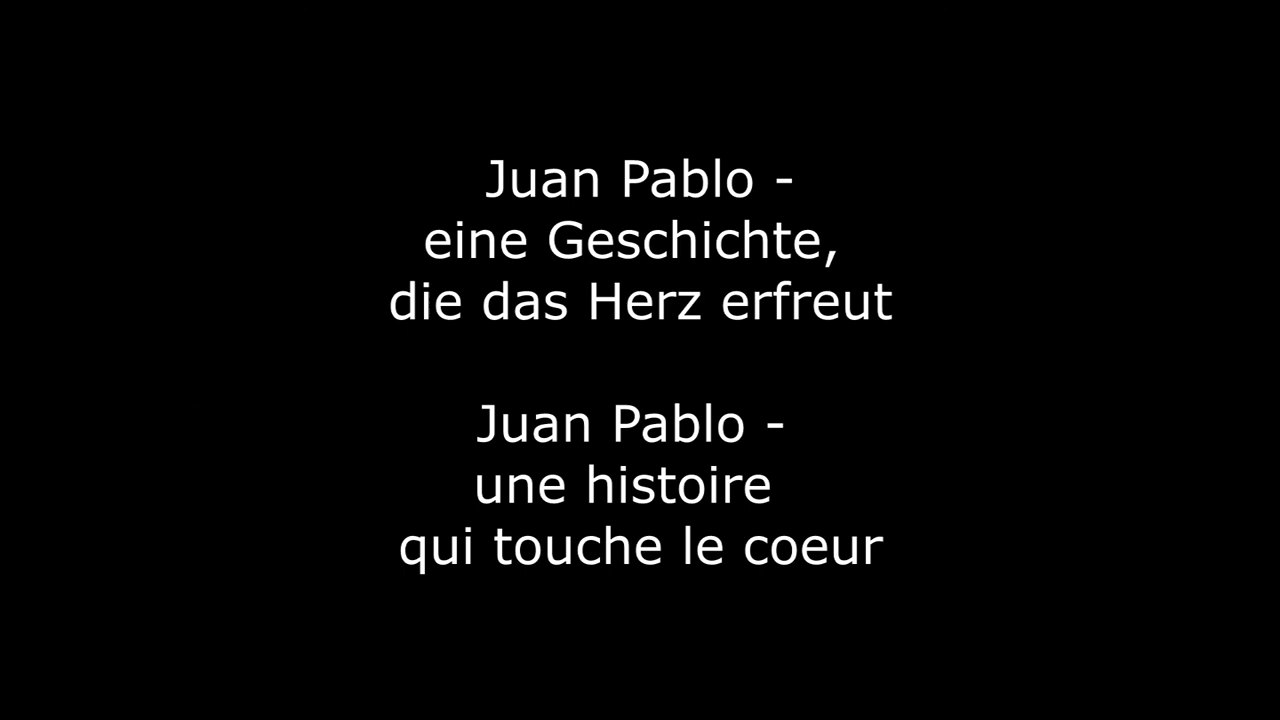 Juan Pablo -
eine Geschichte,
die das Herz erfreut
Juan Pablo -
une histoire
qui touche le coeur